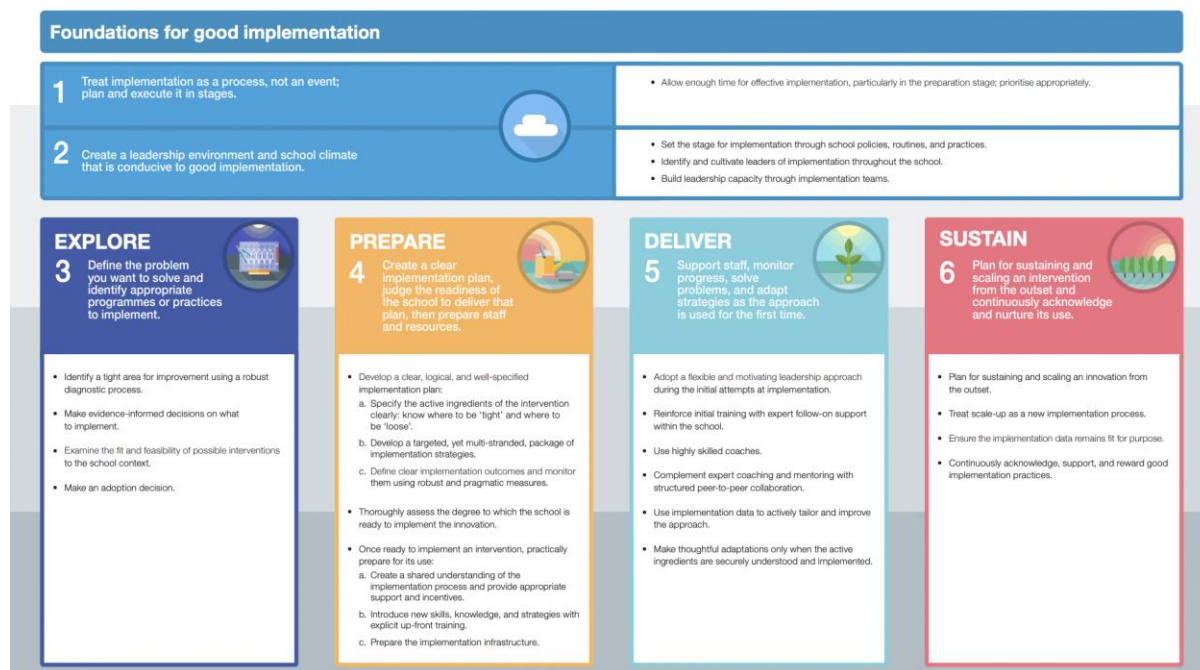 Foundations for good implementation
1
Treat implementation as a process, not an event;
plan and execute it in stages.
• Allow enough time for effective implementation, particularly in the preparation stage; prioritise appropriately.
2
Create a leadership environment and school climate
that is conducive to good implementation.
• Set the stage for implementation through school policies, routines, and practices.
• Identify and cultivate leaders of implementation throughout the school.
• Build leadership capacity through implementation teams.
EXPLORE
3
Define the problem
you want to solve and
identify appropriate
programmes or practices
to implement.
• Identify a tight area for improvement using a robust
diagnostic process.
• Make evidence-informed decisions on what
to implement.
• Examine the fit and feasibility of possible interventions
to the school context.
• Make an adoption decision.
PREPARE
4
Create a clear
implementation plan,
judge the readiness of
the school to deliver that
plan, then prepare staff
and resources.
• Develop a clear, logical, and well-specified
implementation plan:
a. Specify the active ingredients of the intervention
clearly: know where to be ‘tight’ and where to
be ‘loose’.
b. Develop a targeted, yet multi-stranded, package of
implementation strategies.
c. Define clear implementation outcomes and monitor
them using robust and pragmatic measures.
• Thoroughly assess the degree to which the school is
ready to implement the innovation.
• Once ready to implement an intervention, practically
prepare for its use:
a. Create a shared understanding of the
implementation process and provide appropriate
support and incentives.
b. Introduce new skills, knowledge, and strategies with
explicit up-front training.
c. Prepare the implementation infrastructure.
DELIVER
5
Support staff, monitor
progress, solve
problems, and adapt
strategies as the approach
is used for the first time.
• Adopt a flexible and motivating leadership approach
during the initial attempts at implementation.
• Reinforce initial training with expert follow-on support
within the school.
• Use highly skilled coaches.
• Complement expert coaching and mentoring with
structured peer-to-peer collaboration.
• Use implementation data to actively tailor and improve
the approach.
• Make thoughtful adaptations only when the active
ingredients are securely understood and implemented.
SUSTAIN
6
Plan for sustaining and
scaling an intervention
from the outset and
continuously acknowledge
and nurture its use.
• Plan for sustaining and scaling an innovation from
the outset.
• Treat scale-up as a new implementation process.
• Ensure the implementation data remains fit for purpose.
• Continuously acknowledge, support, and reward good
implementation practices.